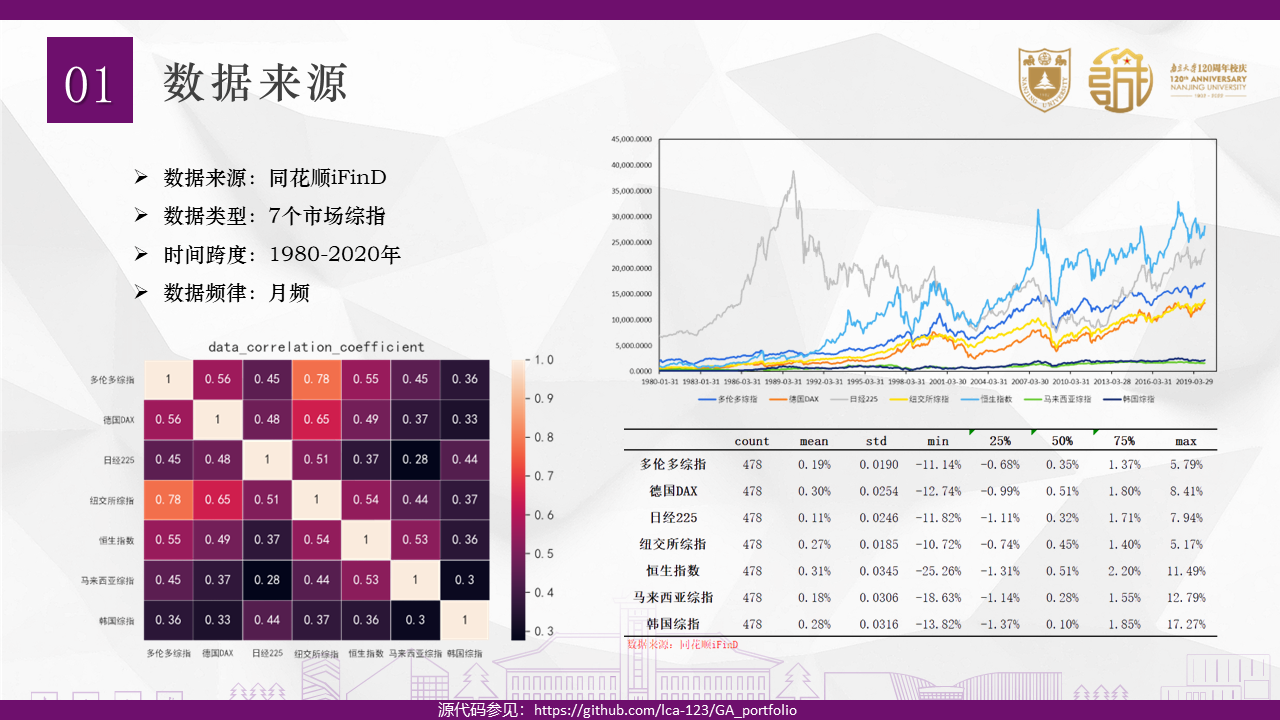 01
数据来源
NANJING UNIVERSITY
南京大学120周年校庆
120TH ANNIVERSARY
NANJING UNIVERSITY
1902 - 2022
➢ 数据来源：同花顺iFinD
➢ 数据类型：7个市场综指
➢ 时间跨度：1980-2020年
➢ 数据频律：月频
data_correlation_coefficient
多伦多综指 1 0.56 0.45 0.78 0.55 0.45 0.36
德国DAX 0.56 1 0.48 0.65 0.49 0.37 0.33
日经225 0.45 0.48 1 0.51 0.37 0.28 0.44
纽交所综指 0.78 0.65 0.51 1 0.54 0.44 0.37
恒生指数 0.55 0.49 0.37 0.54 1 0.53 0.36
马来西亚综指 0.45 0.37 0.28 0.44 0.53 1 0.3
韩国综指 0.36 0.33 0.44 0.37 0.36 0.3 1
多伦多综指 德国DAX 日经225 纽交所综指 恒生指数 马来西亚综指 韩国综指
1.0
0.9
0.8
0.7
0.6
0.5
0.4
0.3
45,000.0000
40,000.0000
35,000.0000
30,000.0000
25,000.0000
20,000.0000
15,000.0000
10,000.0000
5,000.0000
0.0000
1980-01-31 1983-01-31 1986-03-31 1989-03-31 1992-03-31 1995-03-31 1998-03-31 2001-03-30 2004-03-31 2007-03-30 2010-03-31 2013-03-28 2016-03-31 2019-03-29
多伦多综指 德国DAX 日经225 纽交所综指 恒生指数 马来西亚综指 韩国综指
count mean std min 25% 50% 75% max
多伦多综指 478 0.19% 0.0190 -11.14% -0.68% 0.35% 1.37% 5.79%
德国DAX 478 0.30% 0.0254 -12.74% -0.99% 0.51% 1.80% 8.41%
日经225 478 0.11% 0.0246 -11.82% -1.11% 0.32% 1.71% 7.94%
纽交所综指 478 0.27% 0.0185 -10.72% -0.74% 0.45% 1.40% 5.17%
恒生指数 478 0.31% 0.0345 -25.26% -1.31% 0.51% 2.20% 11.49%
马来西亚综指 478 0.18% 0.0306 -18.63% -1.14% 0.28% 1.55% 12.79%
韩国综指 478 0.28% 0.0316 -13.82% -1.37% 0.10% 1.85% 17.27%
数据来源：同花顺iFinD
源代码参见：https://github.com/lca-123/GA_portfolio